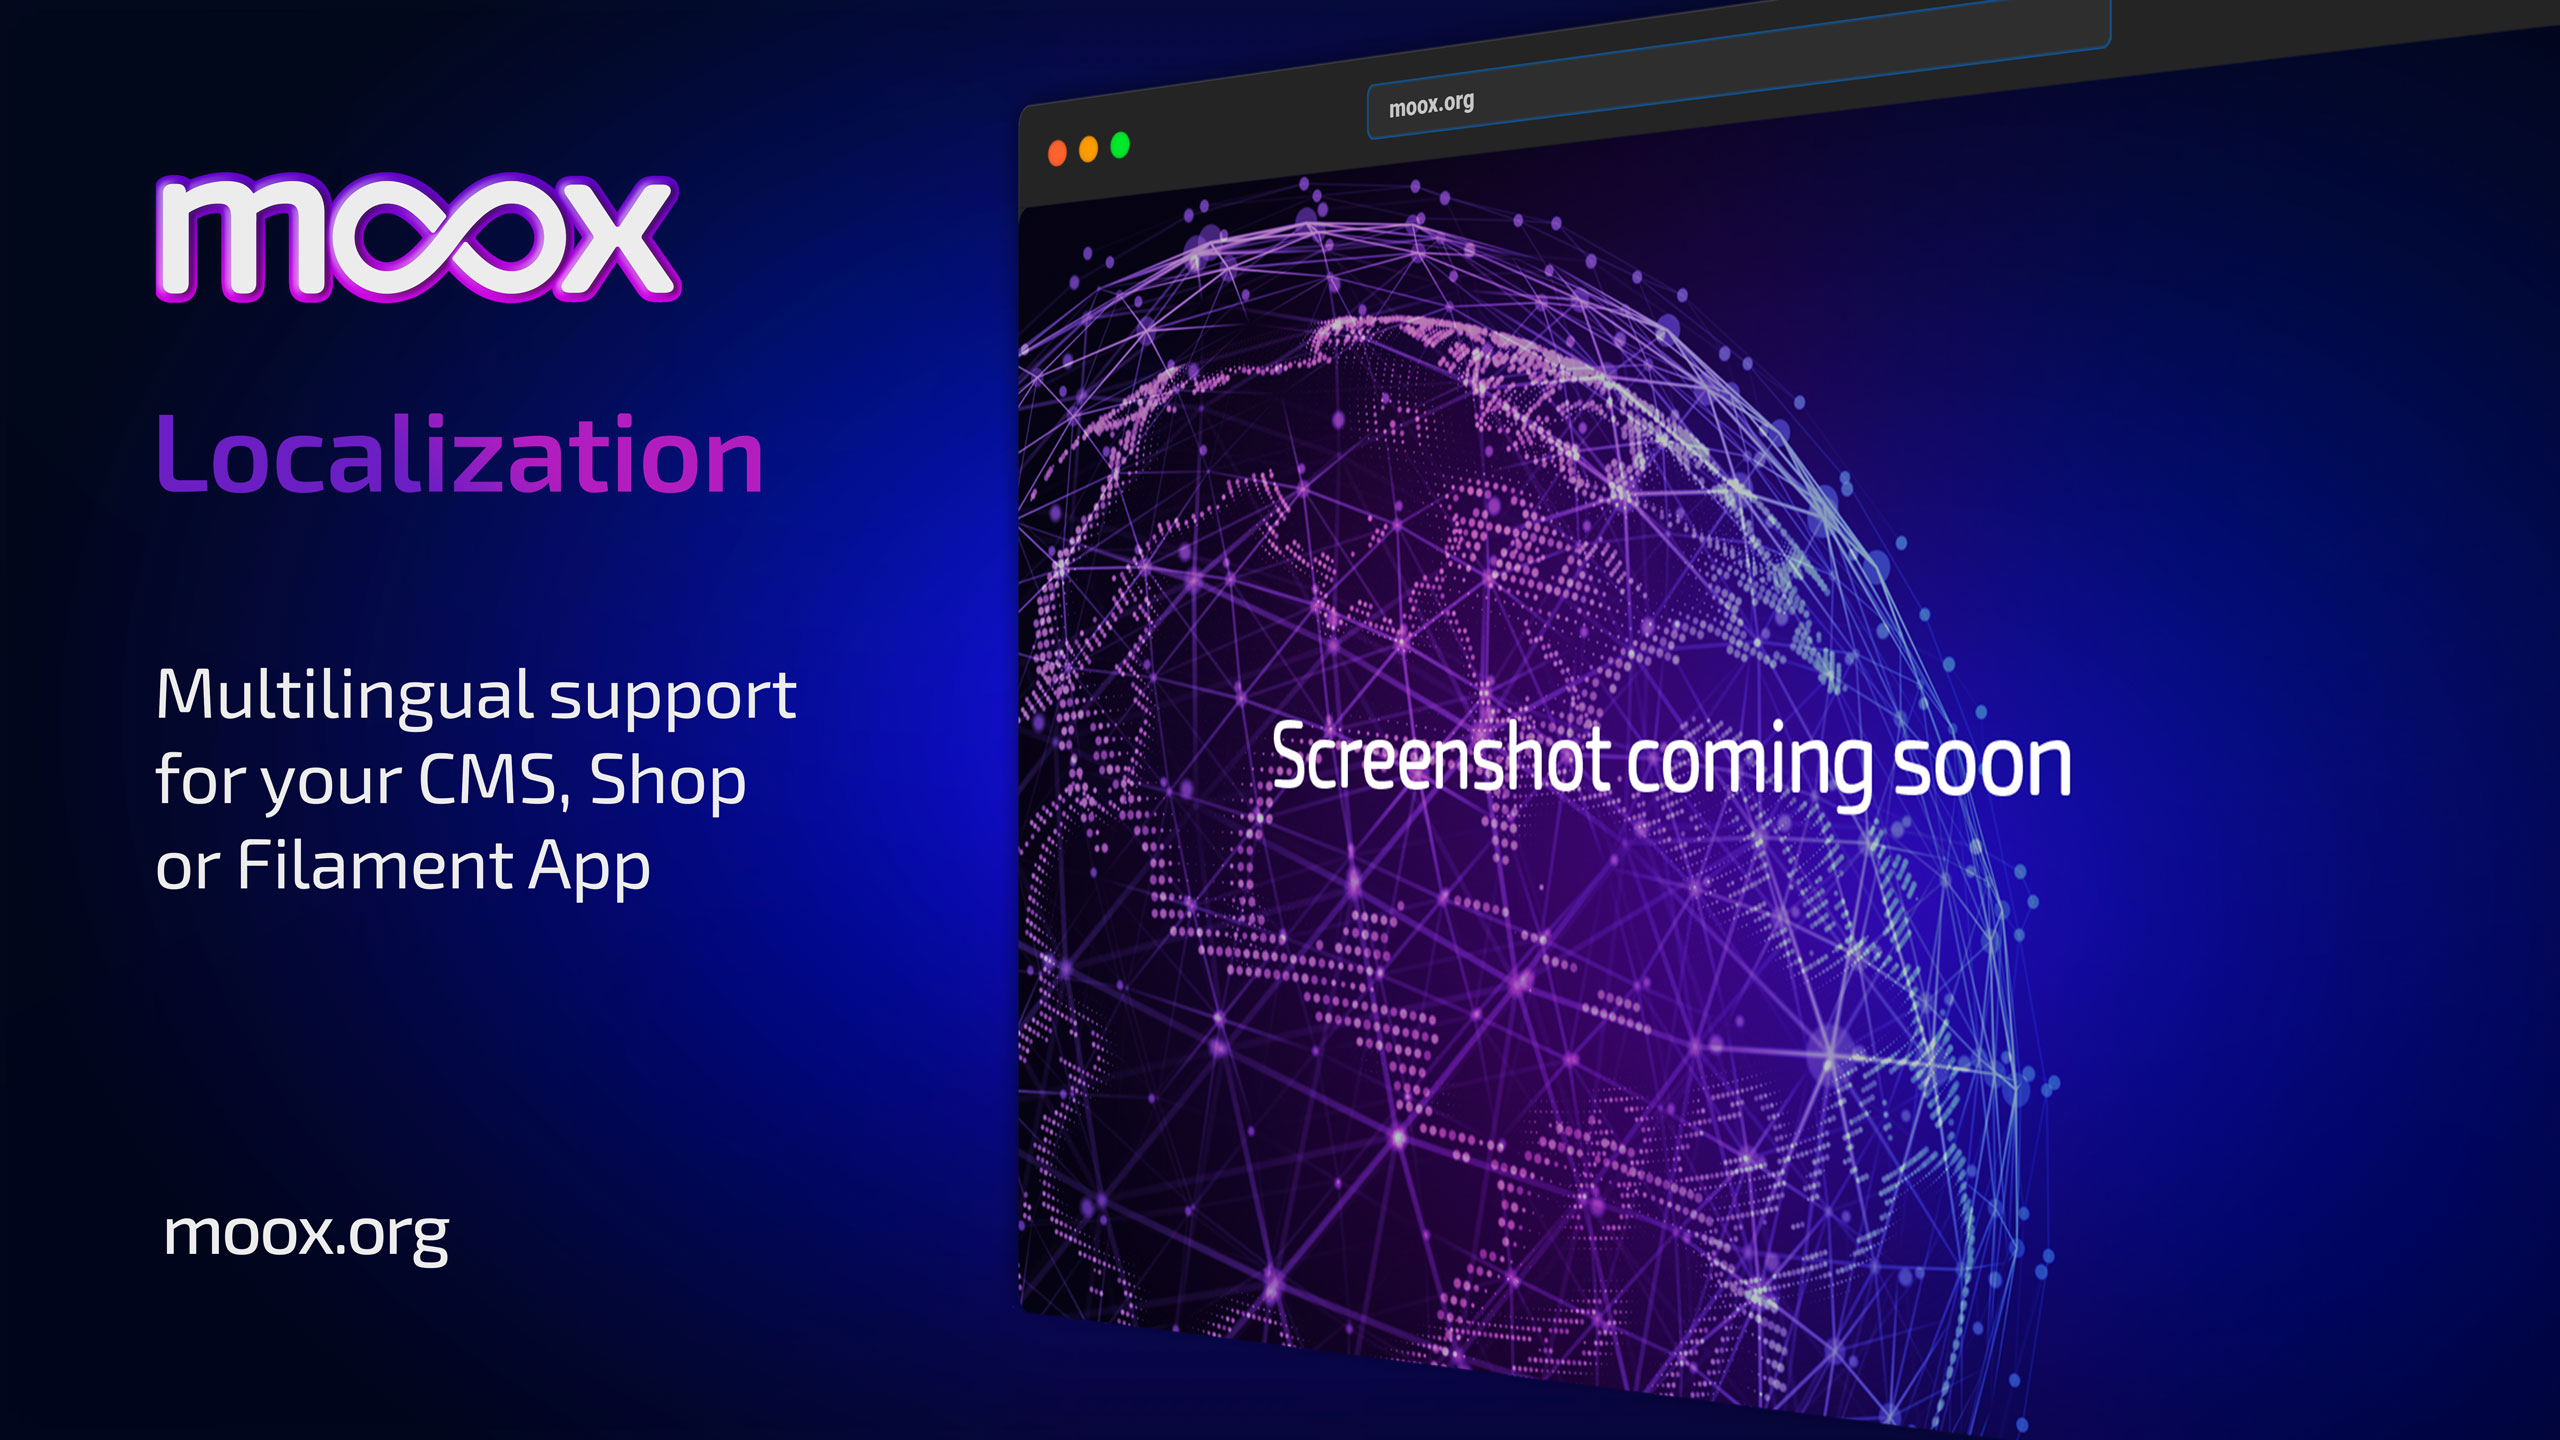 moox
Localization
Multilingual support
for your CMS, Shop
or Filament App
moox.org
moox.org
Screenshot coming soon